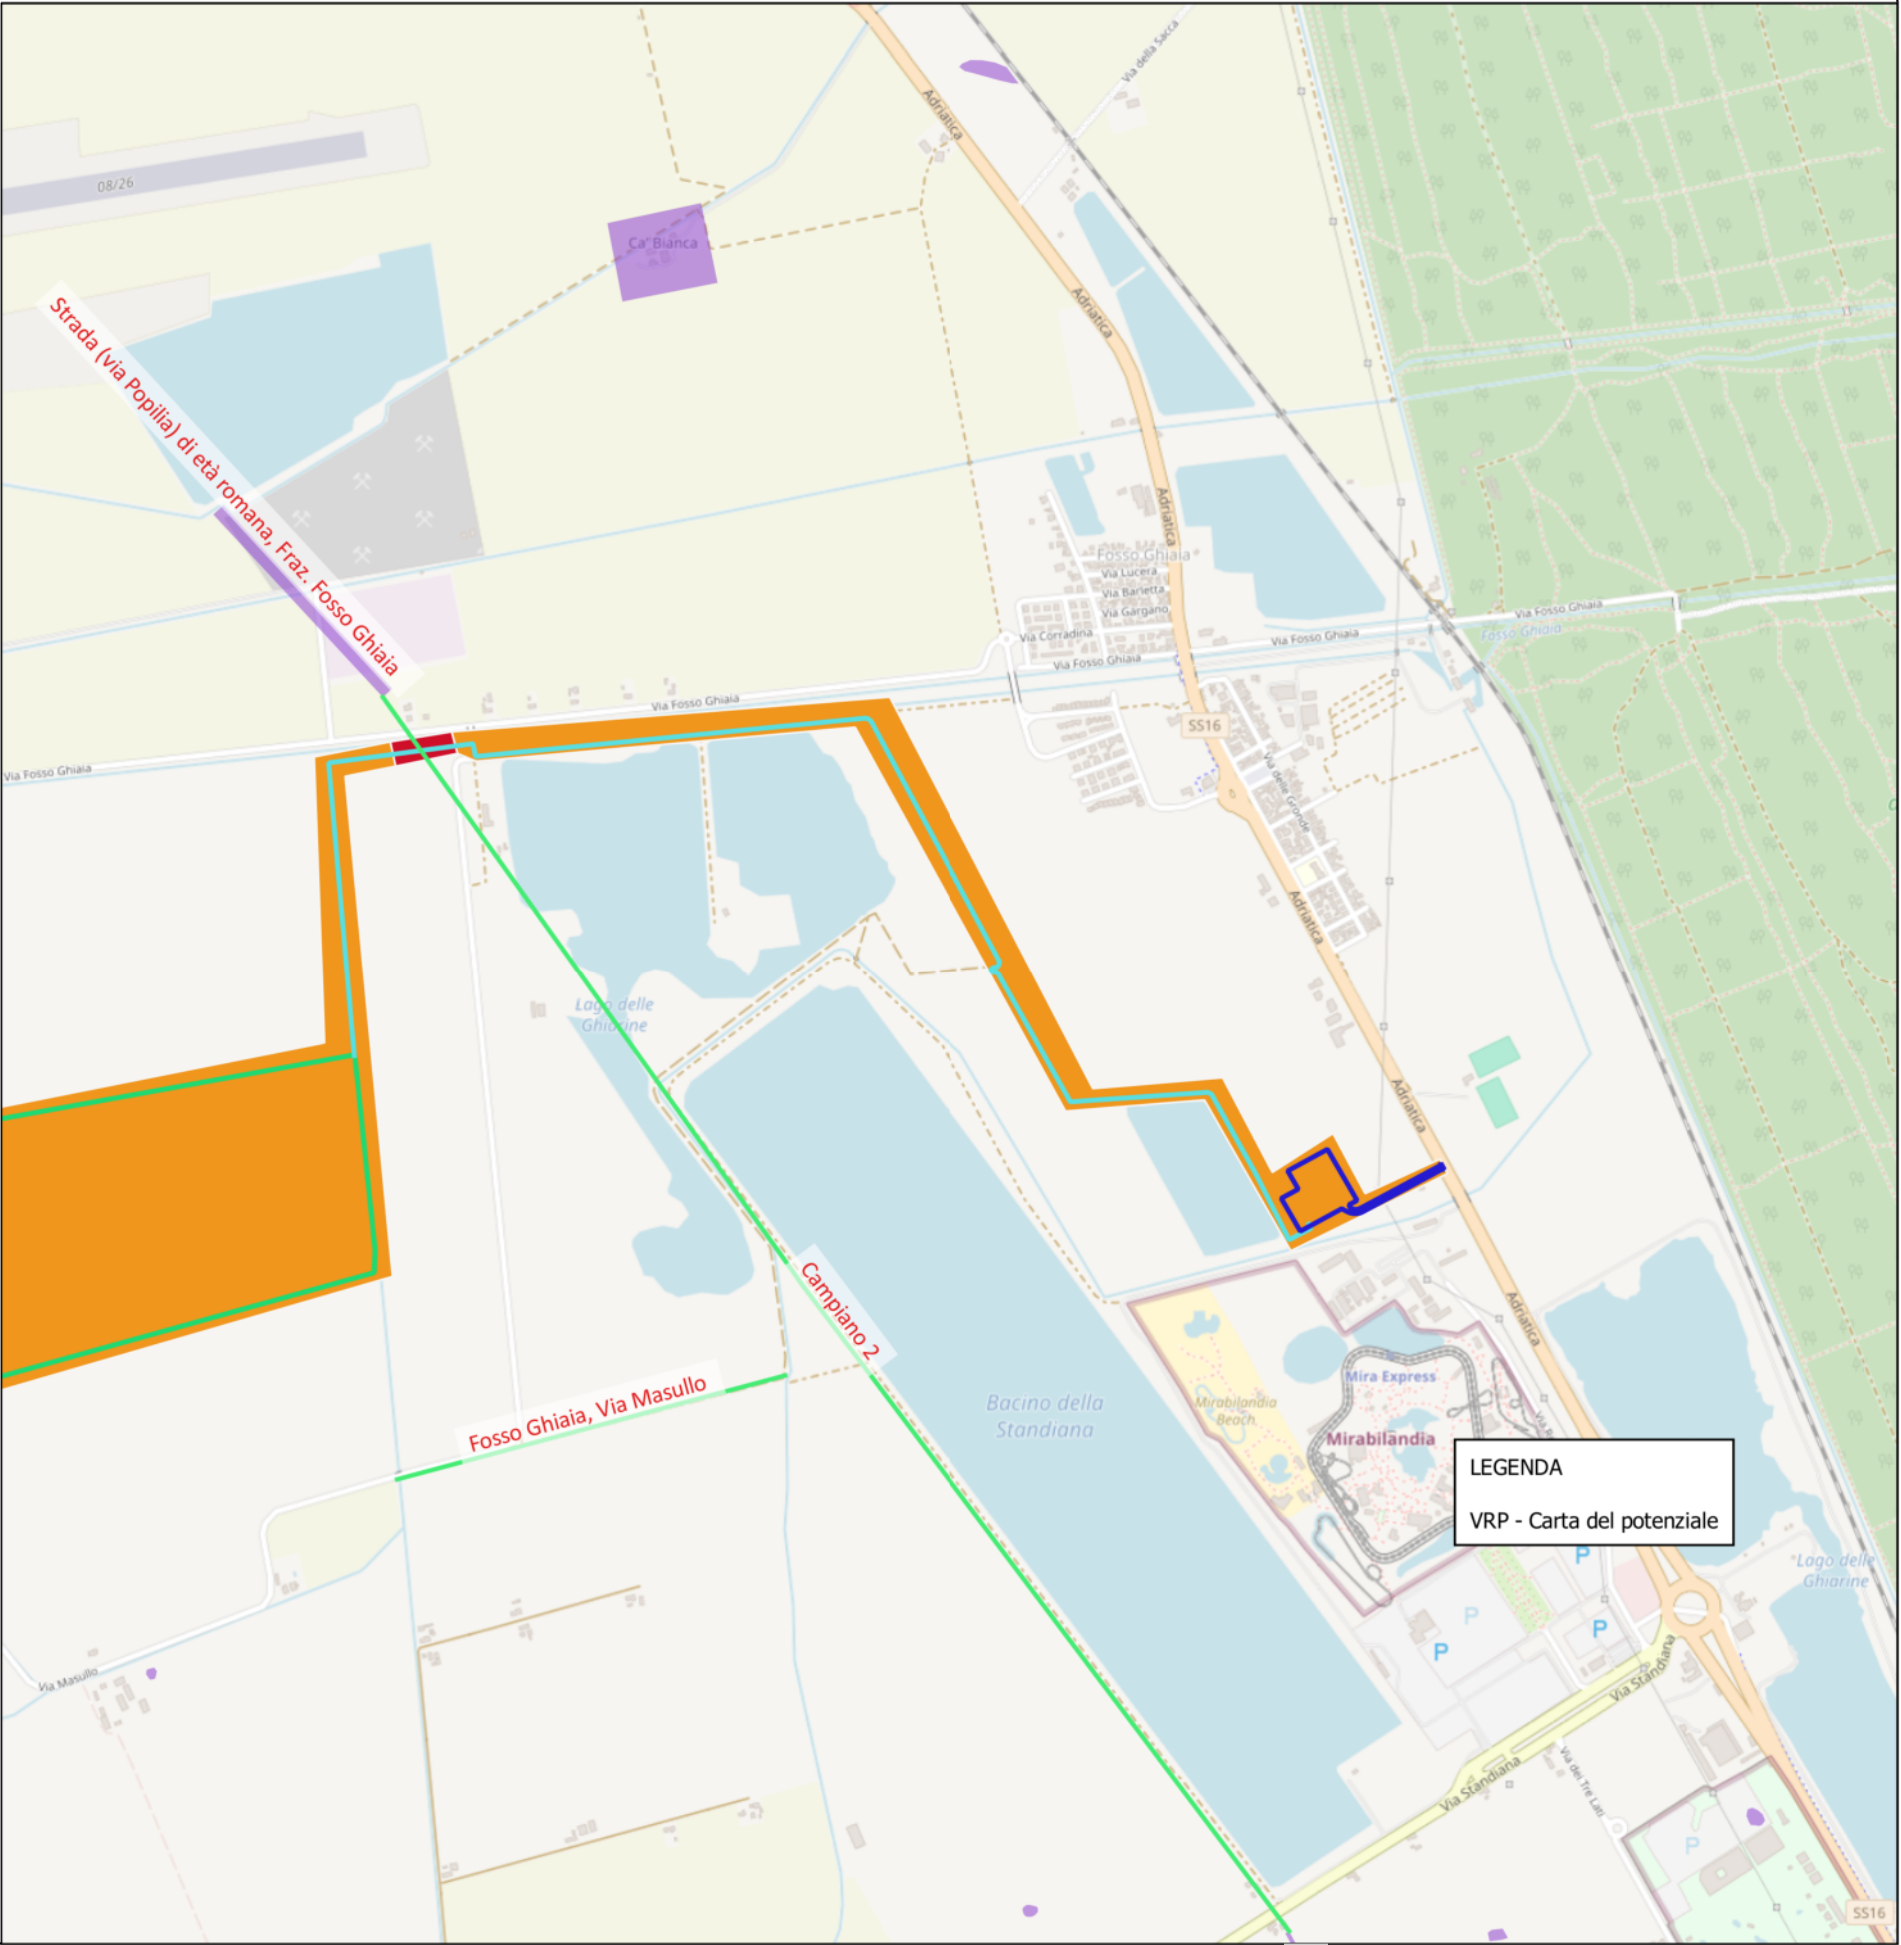 Via della Sacca
Adriatica
08/26
Ca' Bianca
Adriatica
Strada (via Popilia) di età romana, Fraz. Fosso Ghiaia
Adriatica
Fosso Ghiaia
Via Lucera
Via Barletta
Via Gargano
Via Corradina
Via Fosso Ghiaia
Via Fosso Ghiaia
Via Fosso Ghiaia
Fosso Ghiaia
Via Fosso Ghiaia
Via Fosso Ghiaia
SS16
Via delle Gronde
Adriatica
Lago delle
Ghiarine
Adriatica
Campiano 2
Adriatica
Fosso Ghiaia, Via Masullo
Bacino della
Standiana
Mira Express
Mirabilandia
Beach
Mirabilandia
LEGENDA
VRP - Carta del potenziale
P
Lago delle
Ghiarine
P
P
P
Via Masullo
Via Standiana
Via Standiana
Via dei Tre Lati
P
SS16